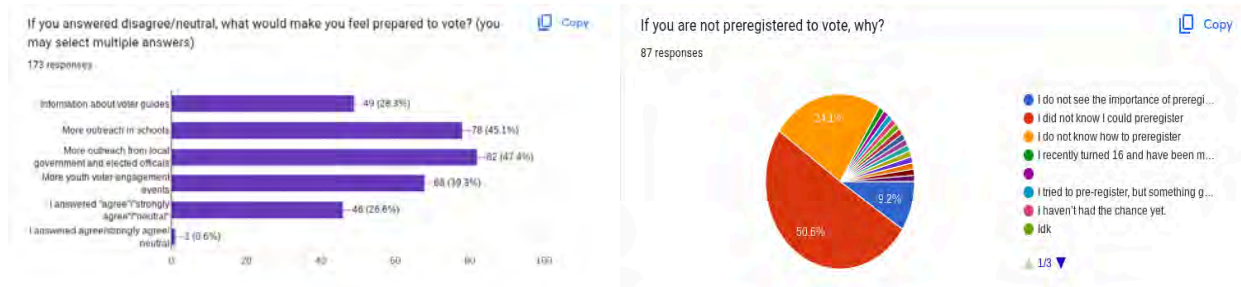 If you answered disagree/neutral, what would make you feel prepared to vote? (you
may select multiple answers)
Copy
173 responses
Information about voter guides
49 (28.3%)
More outreach in schools
78 (45.1%)
More outreach from local
government and elected officials
82 (47.4%)
More youth voter engagement
events
68 (39.3%)
I answered "agree"/"strongly
agree"/"neutral"
46 (26.6%)
I answered agree/strongly agree/
neutral
1 (0.6%)
0
20
40
60
80
100
If you are not preregistered to vote, why?
Copy
87 responses
24.1%
9.2%
50.6%
I do not see the importance of preregi...
I did not know I could preregister
I do not know how to preregister
I recently turned 16 and have been m...
I tried to pre-register, but something g...
I haven't had the chance yet.
idk
1/3